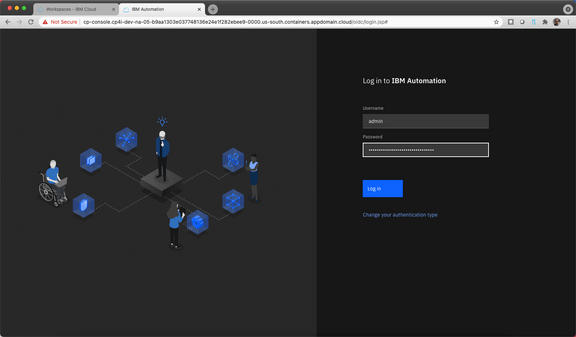 Workspaces - IBM Cloud
IBM Automation
Not Secure
cp-console.cp4i-dev-na-05-b9aa1303e037748136e24e1f282ebee9-0000.us-south.containers.appdomain.cloud/oidc/login.jsp#
Log in to IBM Automation
Username
admin
Password
Log in
Change your authentication type